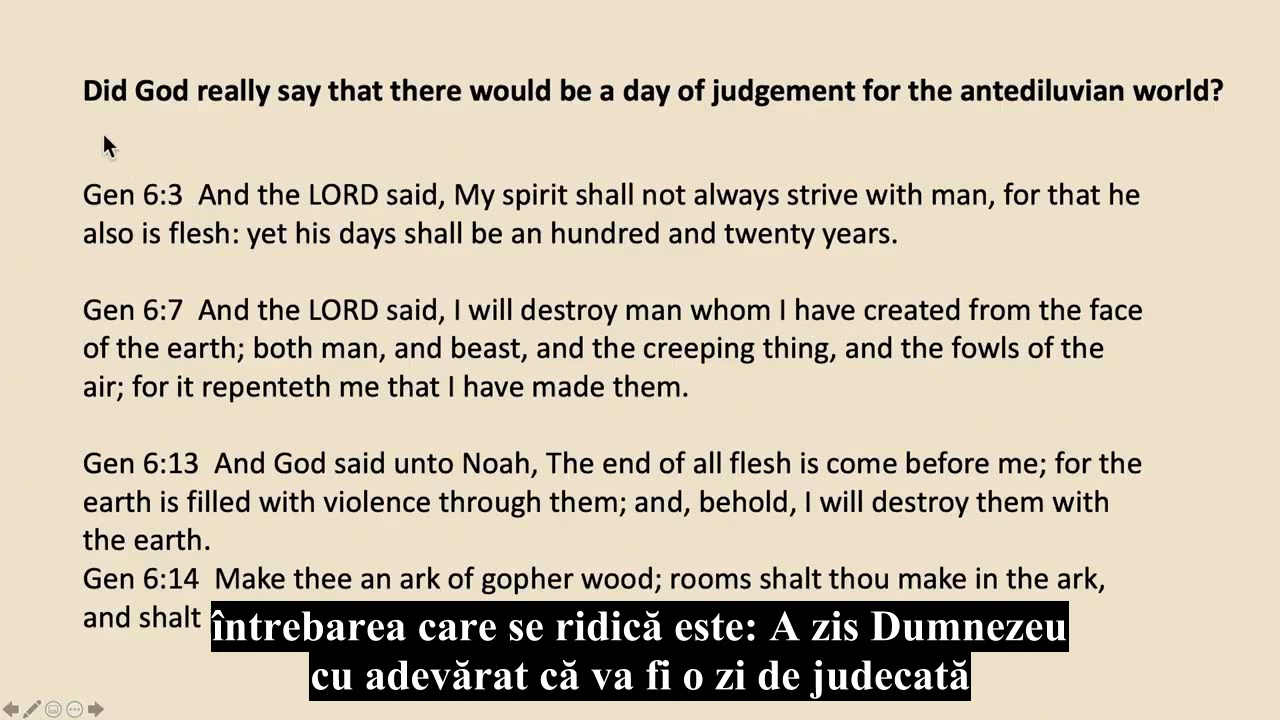 Did God really say that there would be a day of judgement for the antediluvian world?
Gen 6:3 And the LORD said, My spirit shall not always strive with man, for that he
also is flesh: yet his days shall be an hundred and twenty years.
Gen 6:7 And the LORD said, I will destroy man whom I have created from the face
of the earth; both man, and beast, and the creeping thing, and the fowls of the
air; for it repenteth me that I have made them.
Gen 6:13 And God said unto Noah, The end of all flesh is come before me; for the
earth is filled with violence through them; and, behold, I will destroy them with
the earth.
Gen 6:14 Make thee an ark of gopher wood; rooms shalt thou make in the ark,
and shalt
întrebarea care se ridică este: A zis Dumnezeu
cu adevărat că va fi o zi de judecată